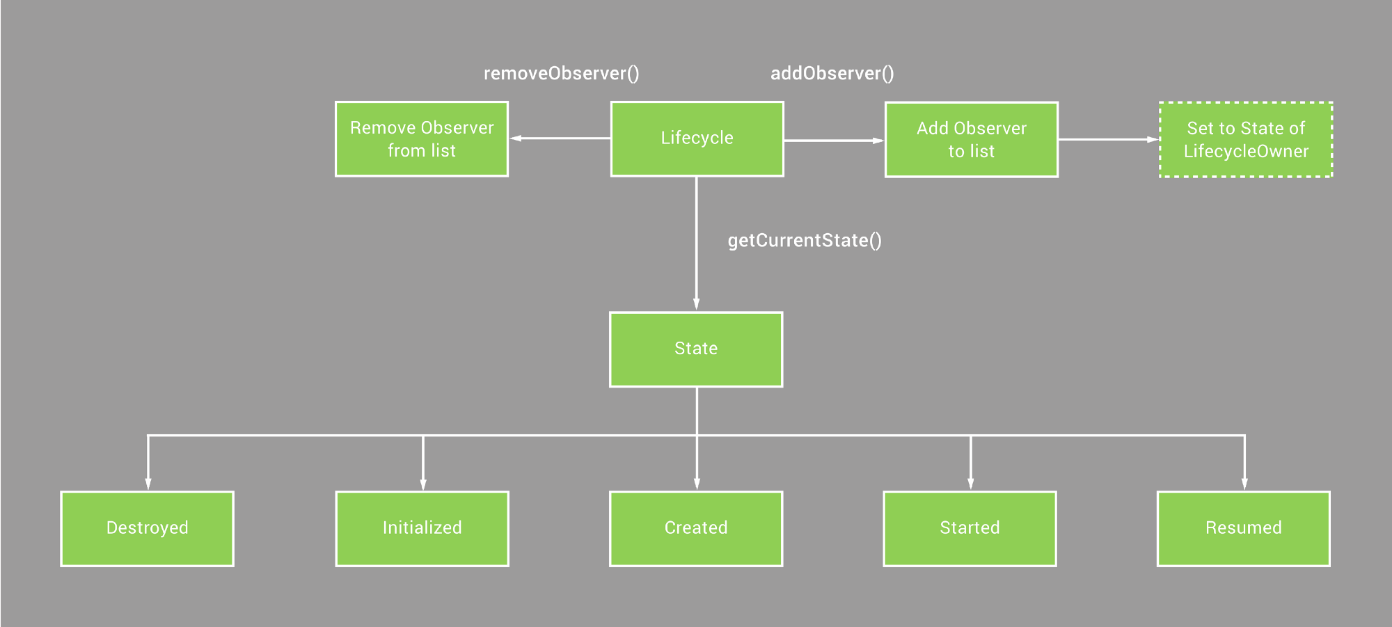 removeObserver()
addObserver()
Remove Observer
from list
Lifecycle
Add Observer
to list
Set to State of
LifecycleOwner
getCurrentState()
State
Destroyed
Initialized
Created
Started
Resumed